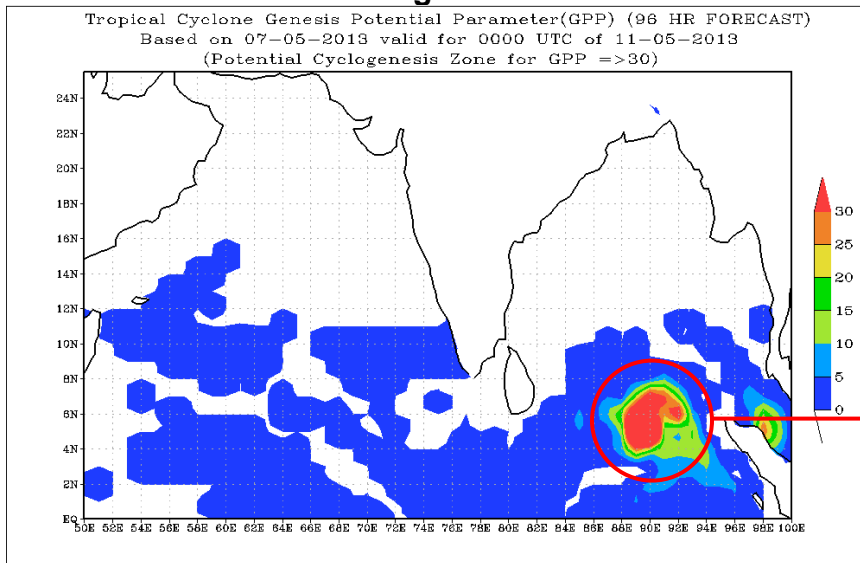 Tropical Cyclone Genesis Potential Parameter(GPP) (96 HR FORECAST)
Based on 07-05-2013 valid for 0000 UTC of 11-05-2013
(Potential Cyclogenesis Zone for GPP =>30)
24N
22N
20N
18N
16N
14N
12N
10N
8N
6N
4N
2N
EQ
50E 52E 54E 56E 58E 60E 62E 64E 66E 68E 70E 72E 74E 76E 78E 80E 82E 84E 86E 88E 90E 92E 94E 96E 98E 100E
30
25
20
15
10
5
0